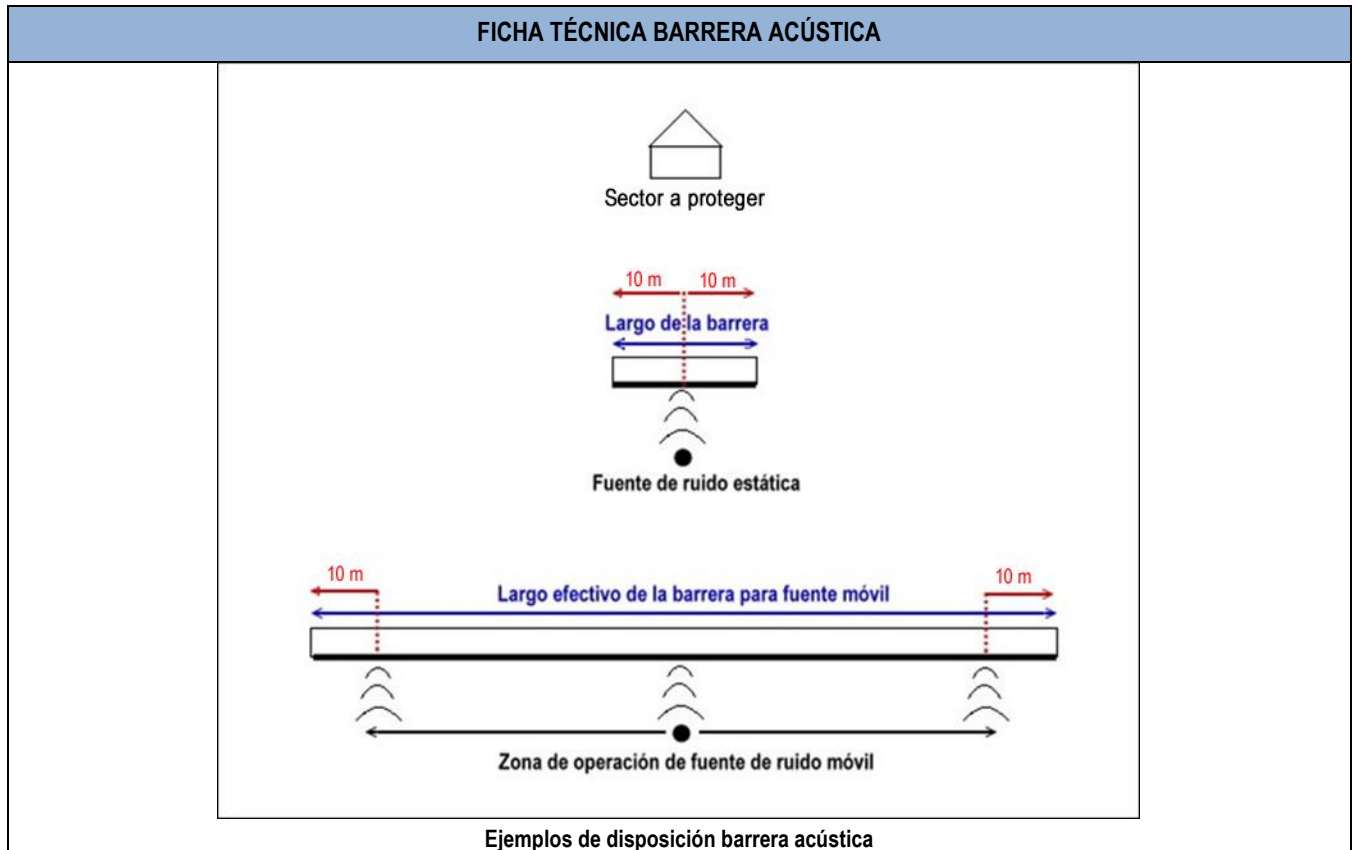 FICHA TÉCNICA BARRERA ACÚSTICA
Sector a proteger
10 m 10 m
Largo de la barrera
Fuente de ruido estática
10 m 10 m
Largo efectivo de la barrera para fuente móvil
Zona de operación de fuente de ruido móvil
Ejemplos de disposición barrera acústica